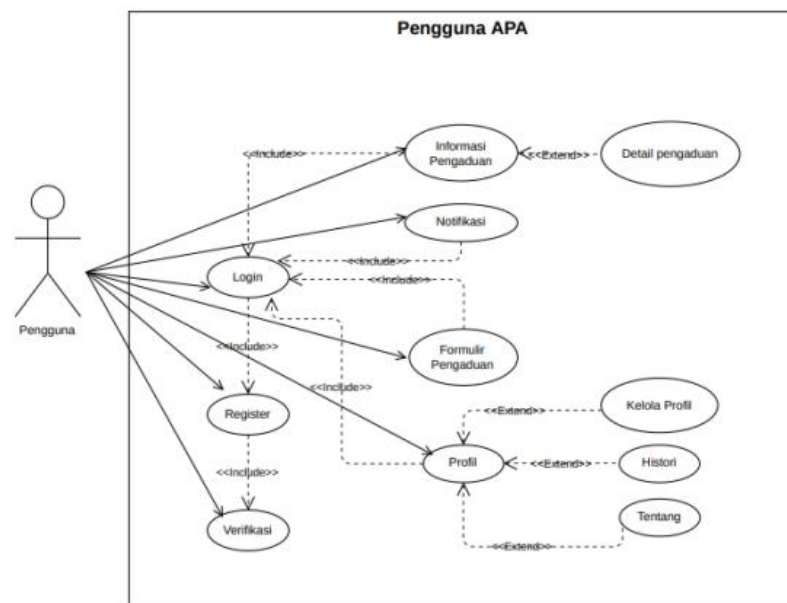 Pengguna APA
<<Include>>
Informasi
Pengaduan
<<Extend>>
Detail pengaduan
Notifikasi
<<Include>>
Login
<<Include>>
Pengguna
<<Include>>
Formulir
Pengaduan
<<Include>>
Kelola Profil
Register
<<Extend>>
<<Include>>
Profil
<<Extend>>
Histori
Tentang
Verifikasi
<<Extend>>